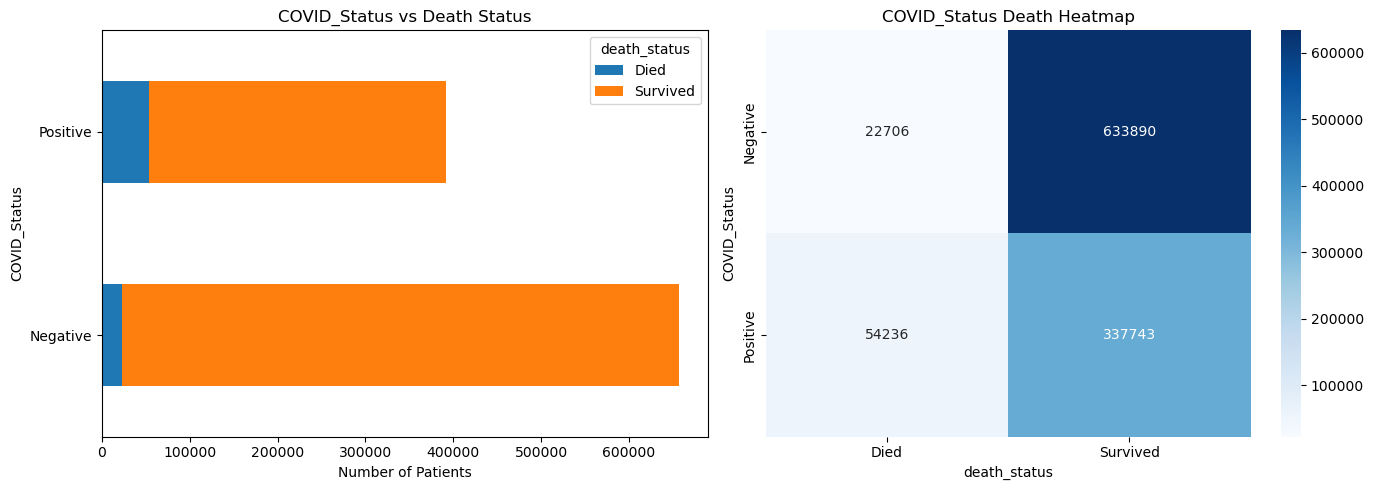 COVID_Status vs Death Status
death_status
Died
Survived
Positive
Negative
COVID_Status
0 100000 200000 300000 400000 500000 600000
Number of Patients
COVID_Status Death Heatmap
Negative
Positive
COVID_Status
22706 633890
54236 337743
Died Survived
death_status
600000
500000
400000
300000
200000
100000